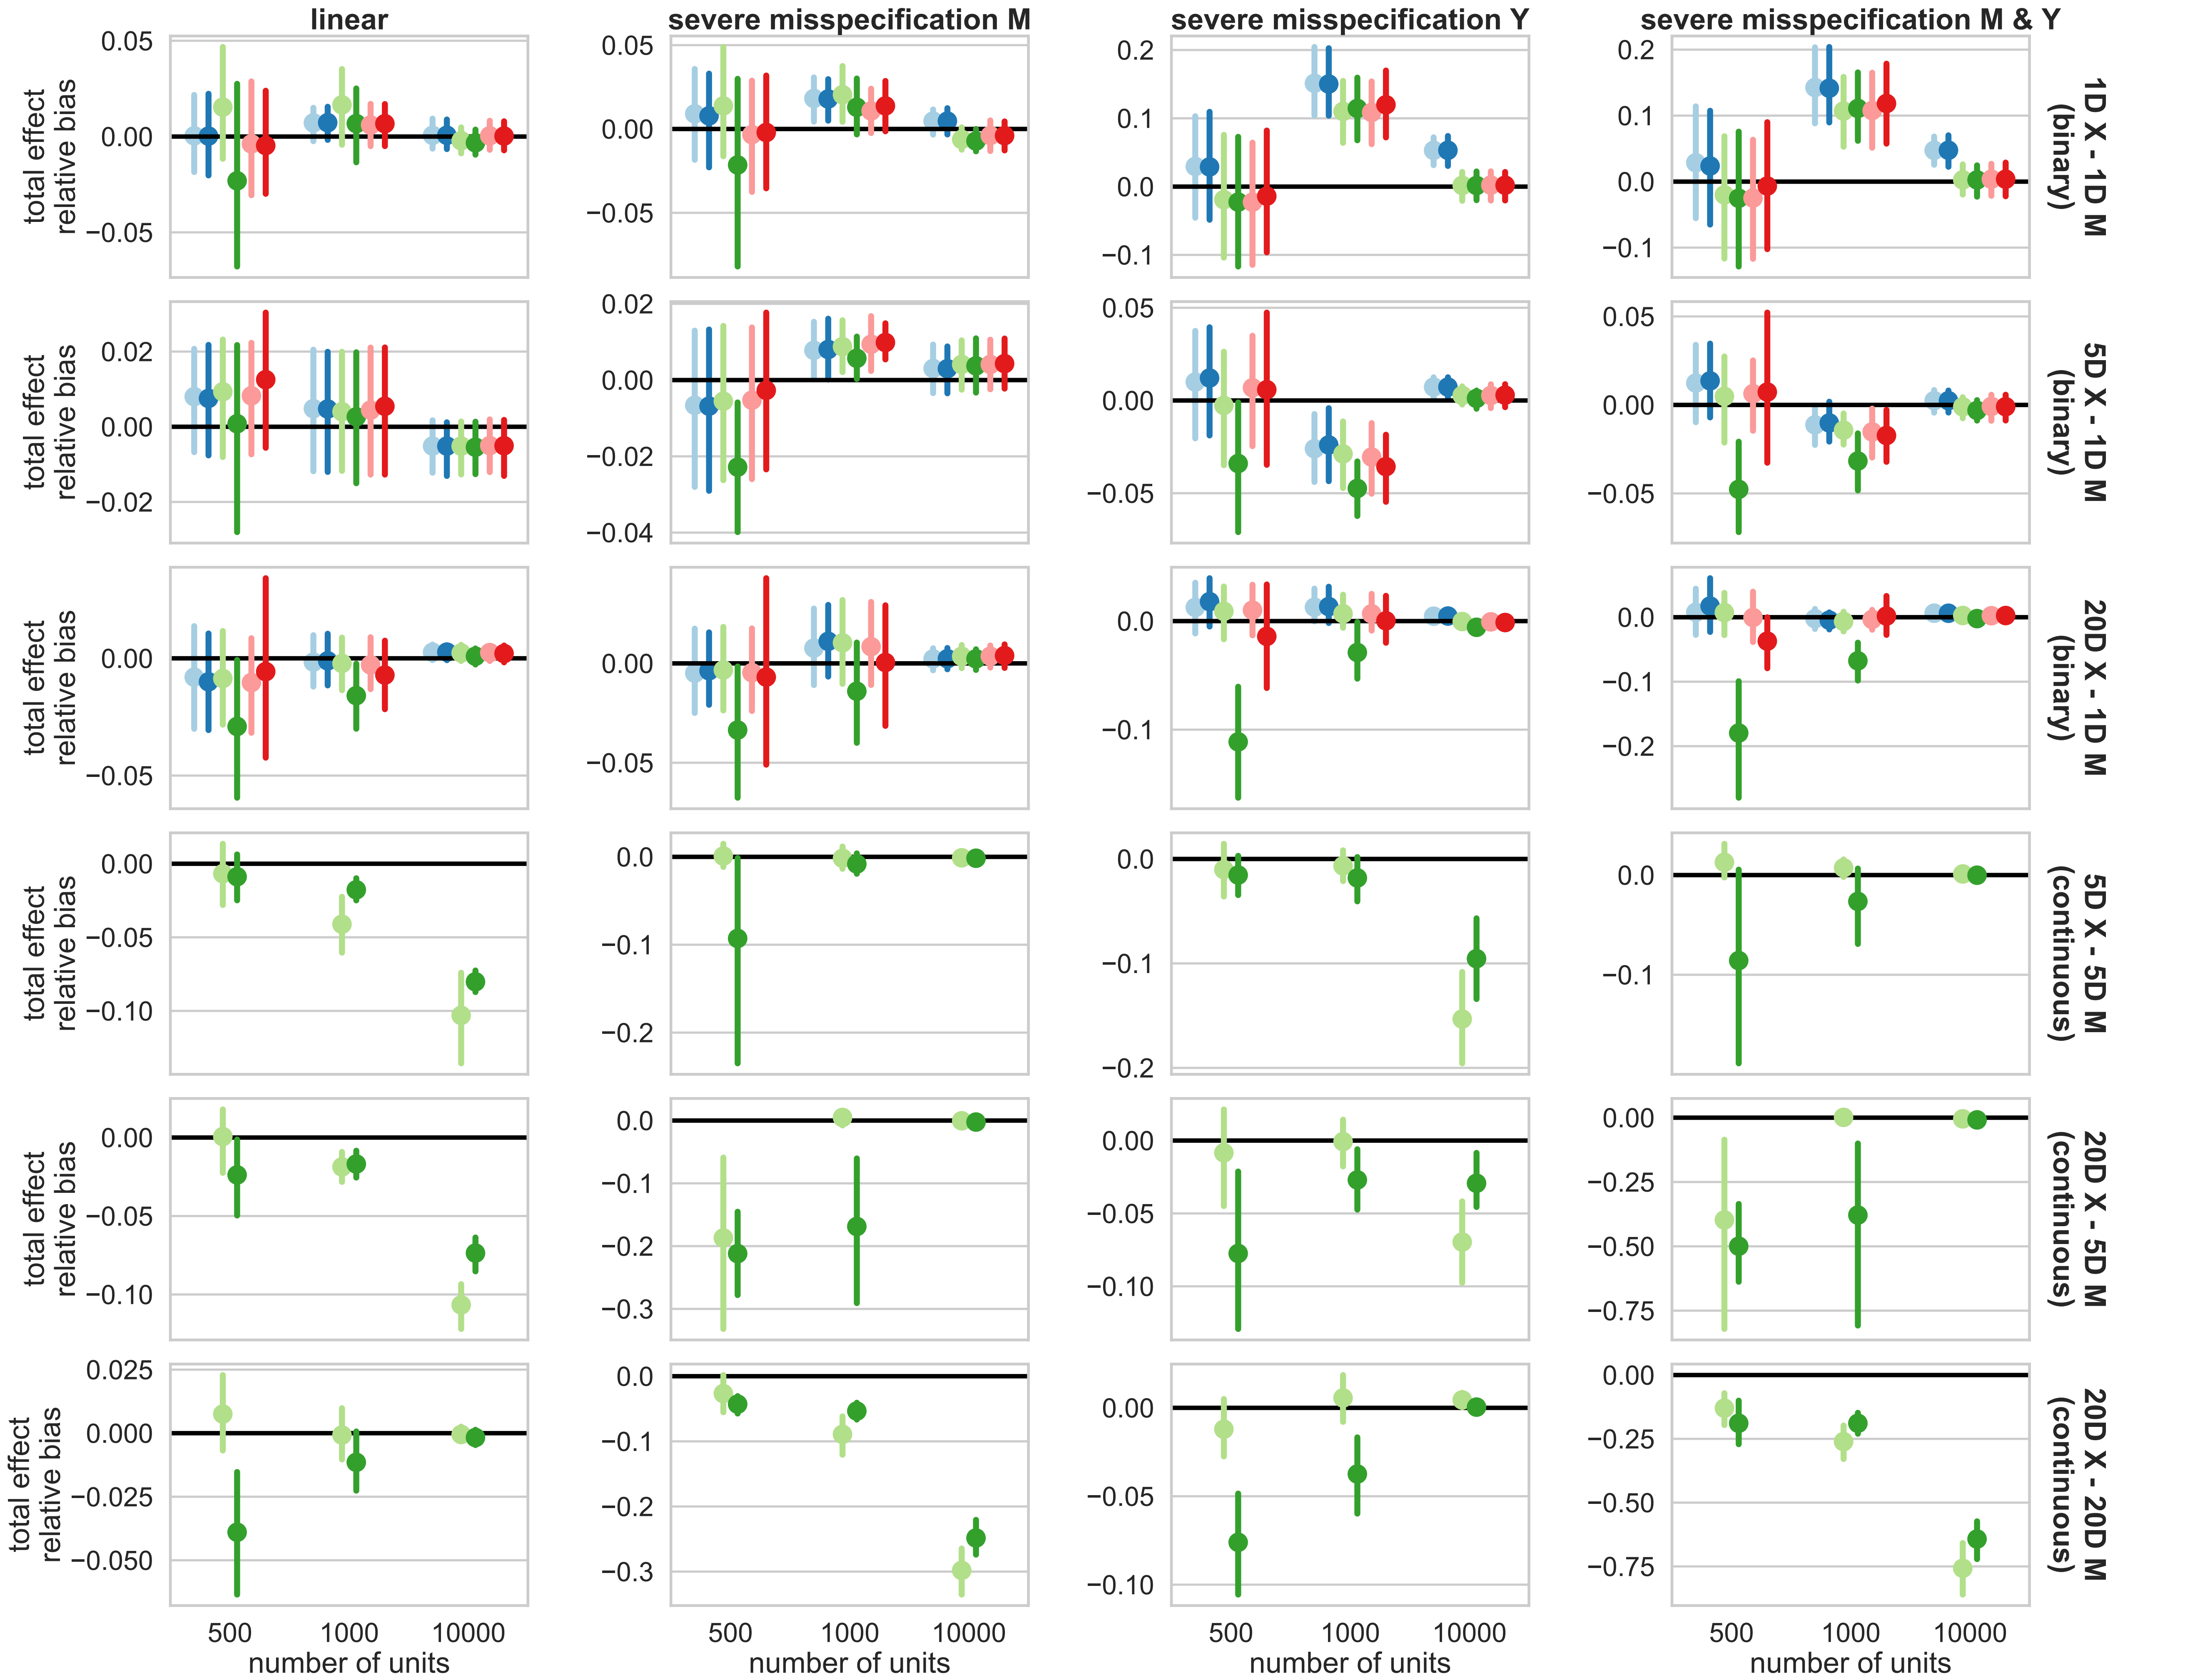 linear
severe misspecification M
severe misspecification Y
severe misspecification M & Y
total effect
relative bias
0.05
0.00
−0.05
0.05
0.00
−0.05
0.2
0.1
0.0
−0.1
0.2
0.1
0.0
−0.1
1D X - 1D M
(binary)
total effect
relative bias
0.02
0.00
−0.02
0.02
0.00
−0.02
−0.04
0.05
0.00
−0.05
0.05
0.00
−0.05
5D X - 1D M
(binary)
total effect
relative bias
0.00
−0.05
0.00
−0.05
0.0
−0.1
0.0
−0.1
−0.2
20D X - 1D M
(binary)
total effect
relative bias
0.00
−0.05
−0.10
0.0
−0.1
−0.2
0.0
−0.1
−0.2
0.0
−0.1
5D X - 5D M
(continuous)
total effect
relative bias
0.00
−0.05
−0.10
0.0
−0.1
−0.2
−0.3
0.00
−0.05
−0.10
0.00
−0.25
−0.50
−0.75
20D X - 5D M
(continuous)
total effect
relative bias
0.025
0.000
−0.025
−0.050
0.0
−0.1
−0.2
−0.3
0.00
−0.05
−0.10
0.00
−0.25
−0.50
−0.75
20D X - 20D M
(continuous)
500 1000 10000
number of units
500 1000 10000
number of units
500 1000 10000
number of units
500 1000 10000
number of units